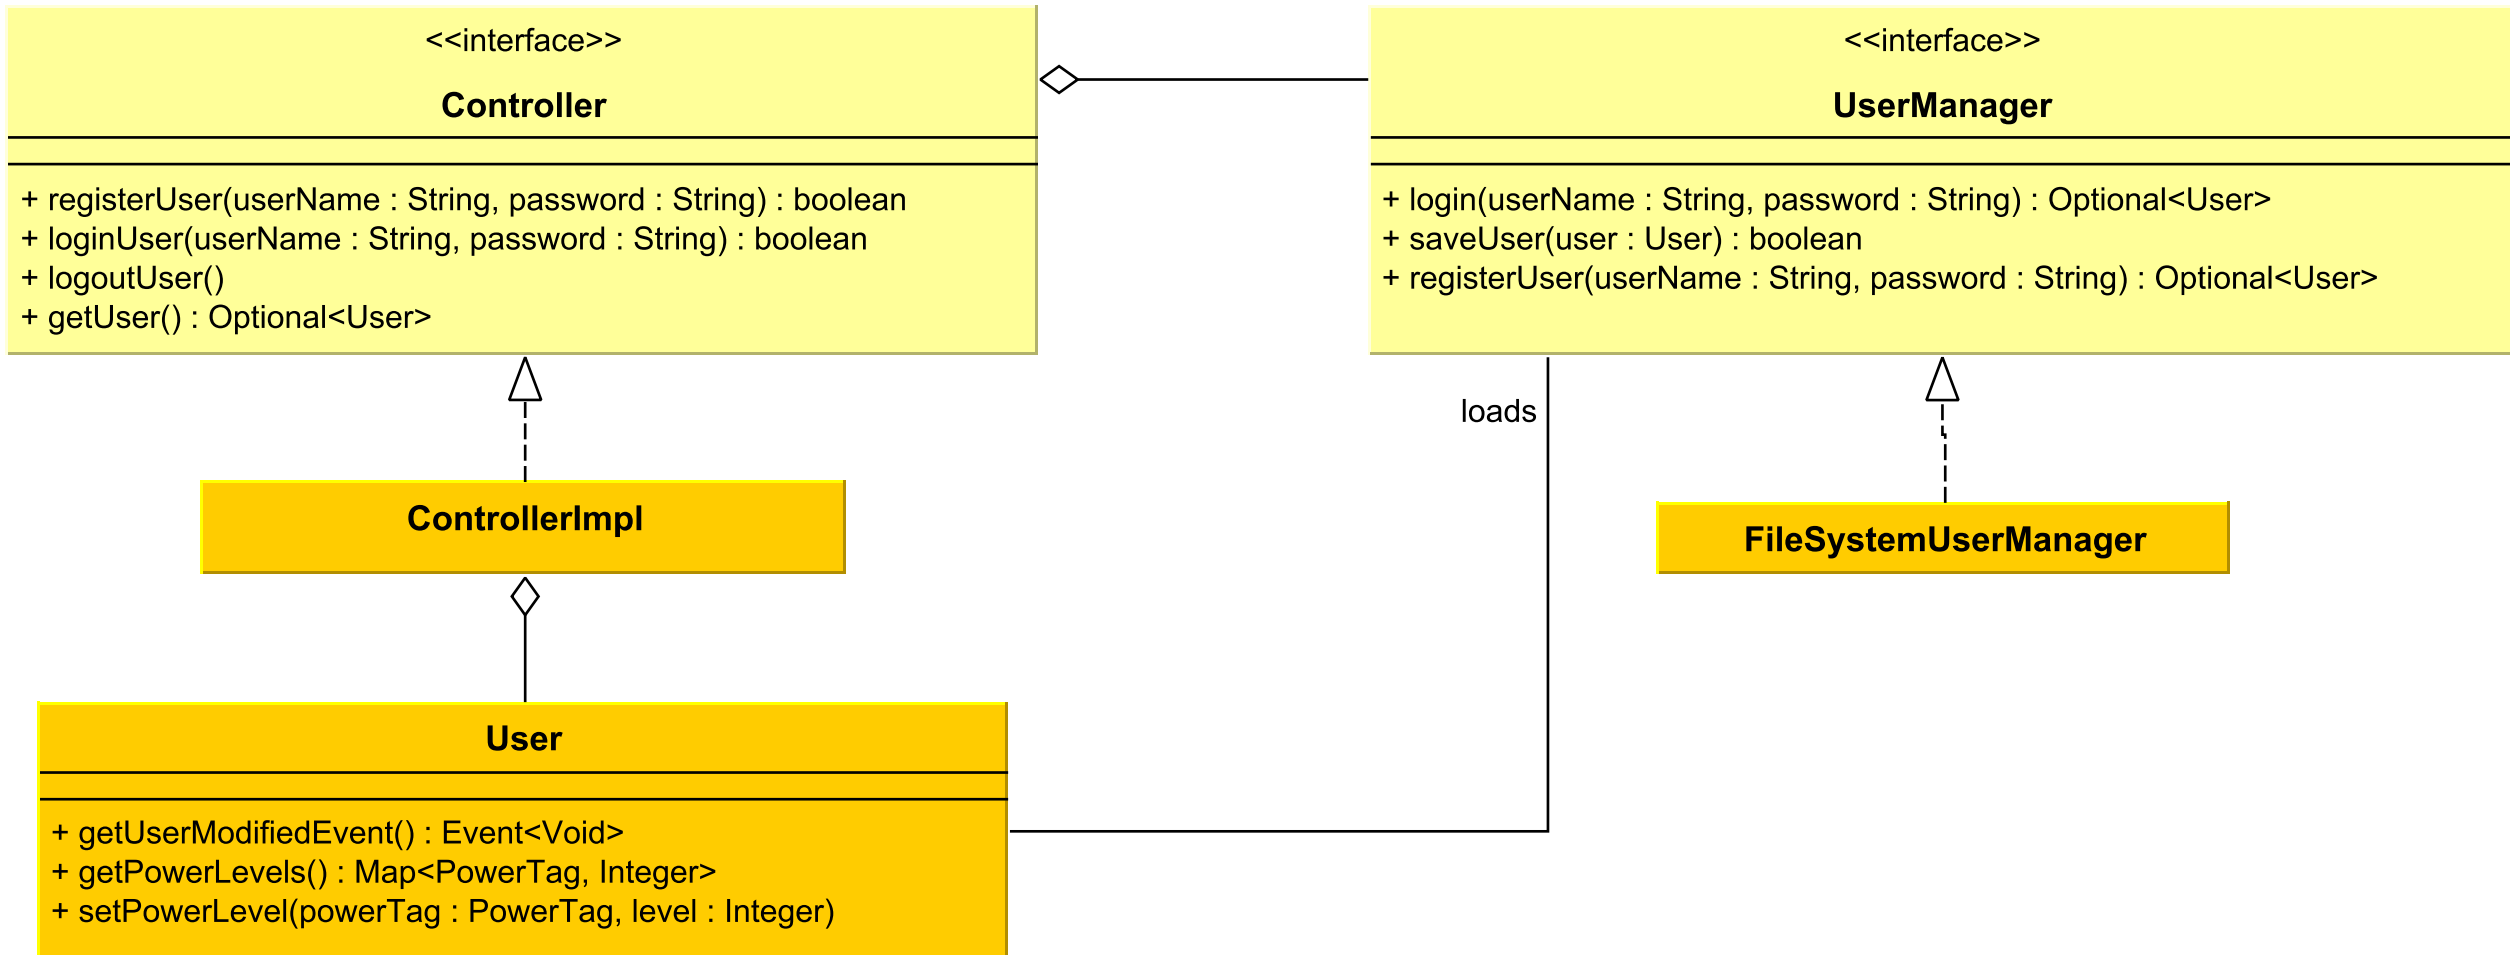 <<interface>>
Controller
+ registerUser(userName : String, password : String) : boolean
+ loginUser(userName : String, password : String) : boolean
+ logoutUser()
+ getUser() : Optional<User>
<<interface>>
UserManager
+ login(userName : String, password : String) : Optional<User>
+ saveUser(user : User) : boolean
+ registerUser(userName : String, password : String) : Optional<User>
loads
ControllerImpl
FileSystemUserManager
User
+ getUserModifiedEvent() : Event<Void>
+ getPowerLevels() : Map<PowerTag, Integer>
+ setPowerLevel(powerTag : PowerTag, level : Integer)